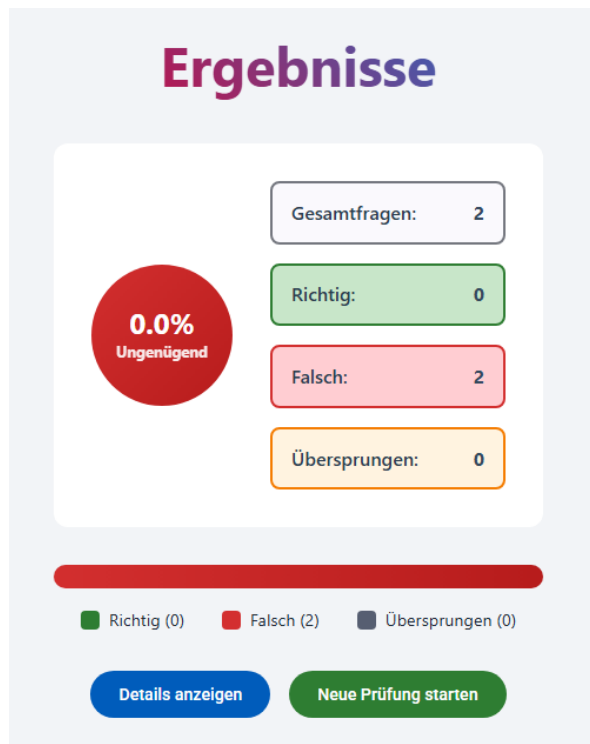 Ergebnisse
Gesamtfragen: 2
Richtig: 0
0.0%
Ungenügend
Falsch: 2
Übersprungen: 0
Richtig (0) Falsch (2) Übersprungen (0)
Details anzeigen Neue Prüfung starten